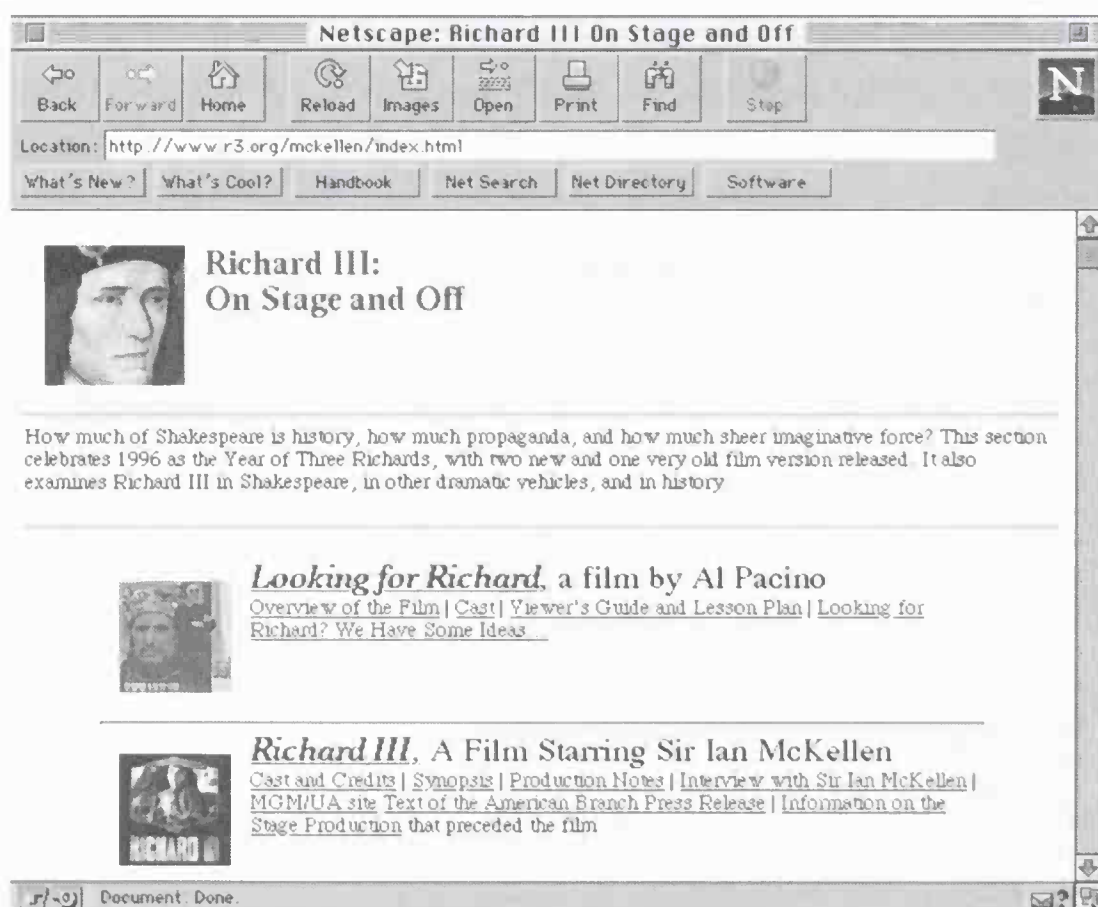 Netscape: Richard III On Stage and Off
Back Forward Home Reload Images Open Print Find Stop
N
Location: http://www.r3.org/mckellen/index.html
What's New? What's Cool? Handbook Net Search Net Directory Software
Richard III:
On Stage and Off
How much of Shakespeare is history, how much propaganda, and how much sheer imaginative force? This section
celebrates 1996 as the Year of Three Richards, with two new and one very old film version released. It also
examines Richard III in Shakespeare, in other dramatic vehicles, and in history
Looking for Richard, a film by Al Pacino
Overview of the Film | Cast | Viewer's Guide and Lesson Plan | Looking for
Richard? We Have Some Ideas...
Richard III, A Film Starring Sir Ian McKellen
Cast and Credits | Synopsis | Production Notes | Interview with Sir Ian McKellen |
MGM/UA site Text of the American Branch Press Release | Information on the
Stage Production that preceded the film
RICHARD III
Document: Done.
?